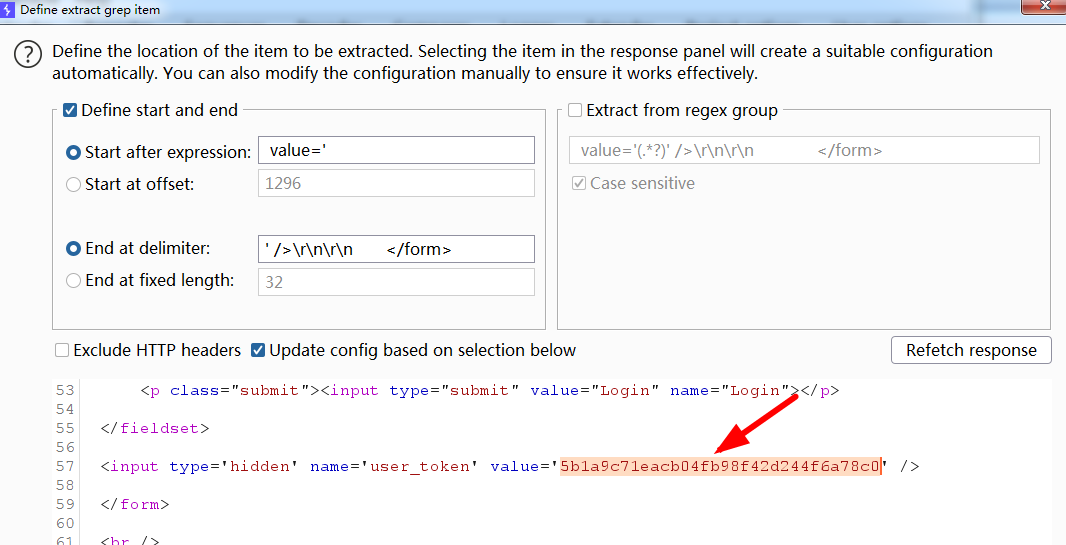 Define extract grep item
Define the location of the item to be extracted. Selecting the item in the response panel will create a suitable configuration
automatically. You can also modify the configuration manually to ensure it works effectively.
Define start and end
Start after expression: value='
Start at offset: 1296
End at delimiter: ' />\r\n\r\n </form>
End at fixed length: 32
Extract from regex group
value='(.*?)' />\r\n\r\n </form>
Case sensitive
Exclude HTTP headers Update config based on selection below Refetch response
53 <p class="submit"><input type="submit" value="Login" name="Login"></p>
54
55 </fieldset>
56
57 <input type='hidden' name='user_token' value='5b1a9c71eacb04fb98f42d244f6a78c0' />
58
59 </form>
60
61 <br />